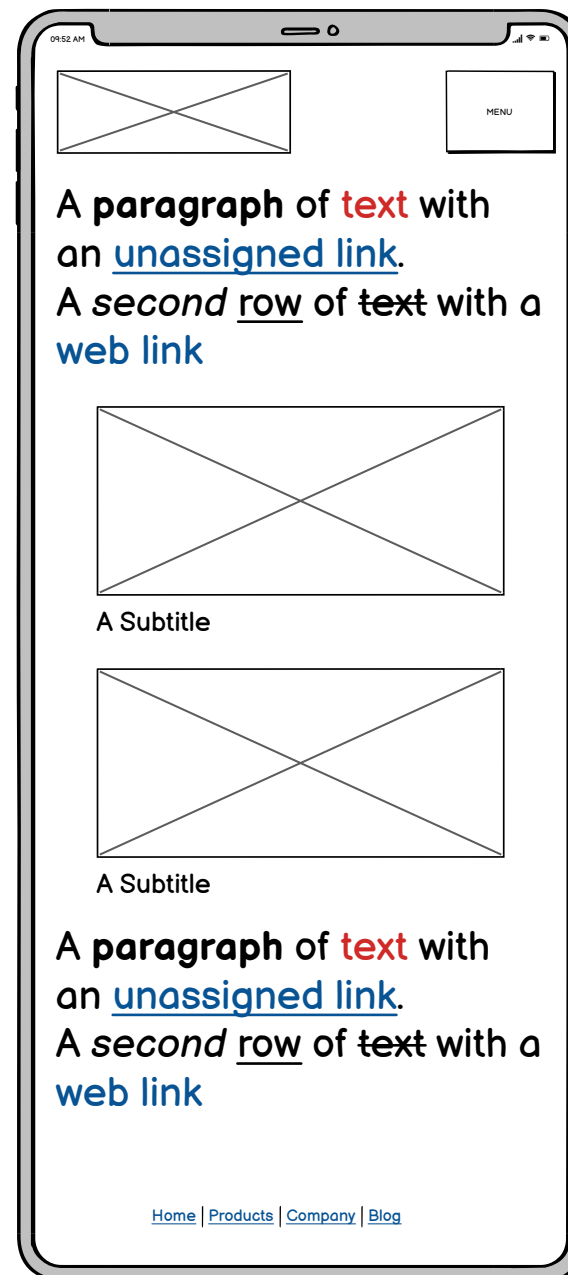 09:52 AM
MENU
A paragraph of text with
an unassigned link.
A second row of text with a
web link
A Subtitle
A Subtitle
A paragraph of text with
an unassigned link.
A second row of text with a
web link
Home | Products | Company | Blog